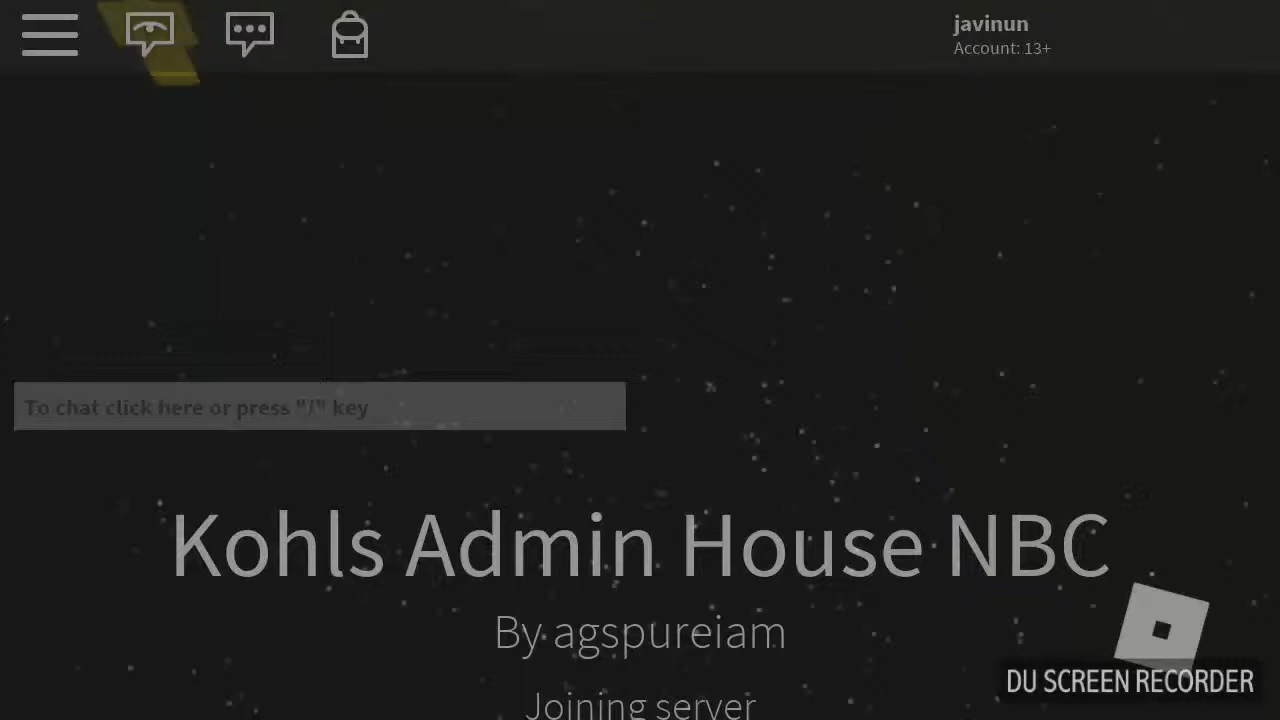 javinun
Account: 13+
To chat click here or press "/" key
Kohls Admin House NBC
By agspureiam
Joining server
DU SCREEN RECORDER